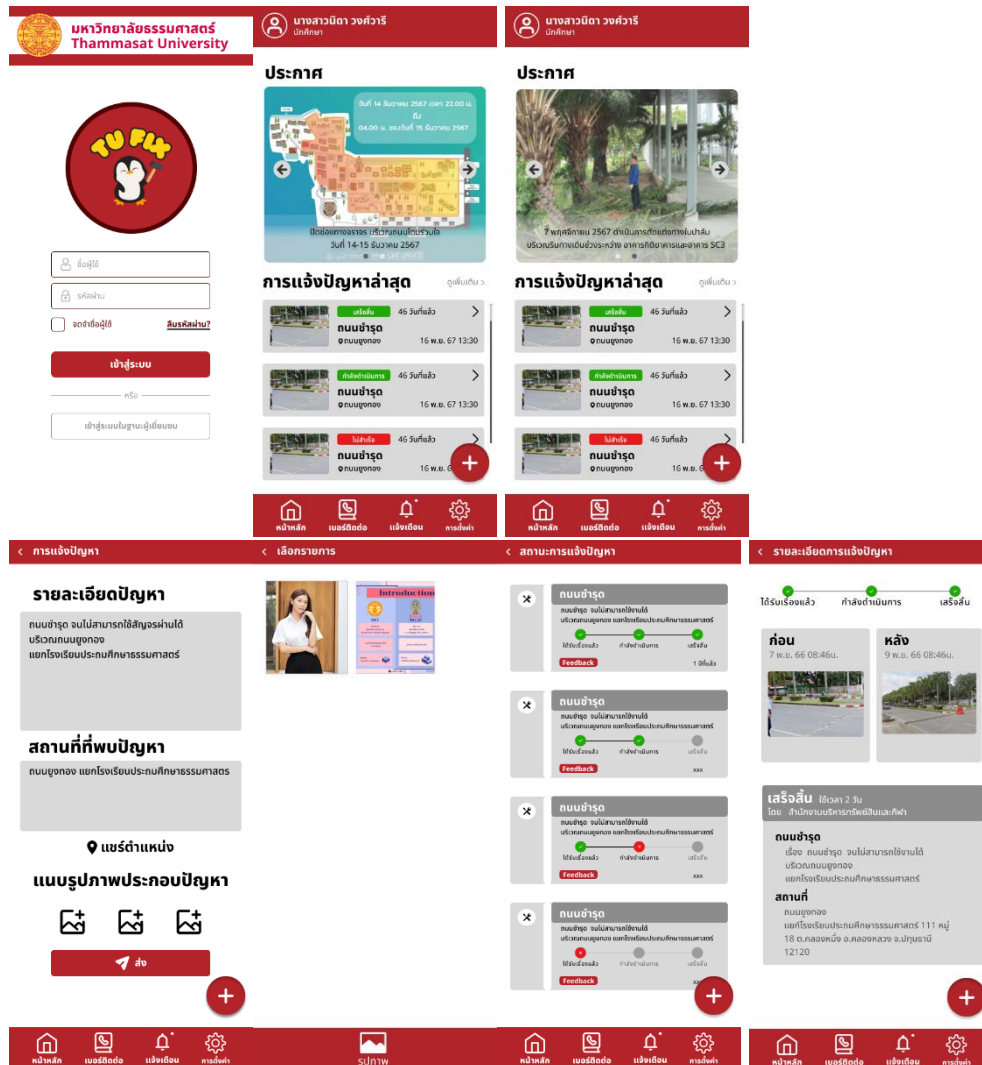 มหาวิทยาลัยธรรมศาสตร์
Thammasat University
TU FIX
ชื่อผู้ใช้
รหัสผ่าน
จดจำชื่อผู้ใช้
ลืมรหัสผ่าน?
เข้าสู่ระบบ
หรือ
เข้าสู่ระบบในฐานะผู้เยี่ยมชม
นางสาวนิดา วงศ์วารี
นักศึกษา
ประกาศ
วันที่ 14 ธันวาคม 2567 เวลา 22.00 น.
ถึง
04.00 น. ของวันที่ 15 ธันวาคม 2567
ปิดช่องทางจราจร บริเวณถนนโดมร่วมใจ
วันที่ 14-15 ธันวาคม 2567
การแจ้งปัญหาล่าสุด
ดูเพิ่มเติม >
เสร็จสิ้น
46 วันที่แล้ว
ถนนชำรุด
ถนนยูงทอง
16 พ.ย. 67 13:30
กำลังดำเนินการ
46 วันที่แล้ว
ถนนชำรุด
ถนนยูงทอง
16 พ.ย. 67 13:30
ไม่สำเร็จ
46 วันที่แล้ว
ถนนชำรุด
ถนนยูงทอง
16 พ.ย. 6
หน้าหลัก
เบอร์ติดต่อ
แจ้งเตือน
การตั้งค่า
นางสาวนิดา วงศ์วารี
นักศึกษา
ประกาศ
7 พฤศจิกายน 2567 ดำเนินการตัดแต่งทางใบปาล์ม
บริเวณริมทางเดินช่วงระหว่าง อาคารกิติยาคารและอาคาร SC3
การแจ้งปัญหาล่าสุด
ดูเพิ่มเติม >
เสร็จสิ้น
46 วันที่แล้ว
ถนนชำรุด
ถนนยูงทอง
16 พ.ย. 67 13:30
กำลังดำเนินการ
46 วันที่แล้ว
ถนนชำรุด
ถนนยูงทอง
16 พ.ย. 67 13:30
ไม่สำเร็จ
46 วันที่แล้ว
ถนนชำรุด
ถนนยูงทอง
16 พ.ย. 6
หน้าหลัก
เบอร์ติดต่อ
แจ้งเตือน
การตั้งค่า
< การแจ้งปัญหา
รายละเอียดปัญหา
ถนนชำรุด จนไม่สามารถใช้สัญจรผ่านได้
บริเวณถนนยูงทอง
แยกโรงเรียนประถมศึกษาธรรมศาสตร์
สถานที่ที่พบปัญหา
ถนนยูงทอง แยกโรงเรียนประถมศึกษาธรรมศาสตร
แชร์ตำแหน่ง
แนบรูปภาพประกอบปัญหา
ส่ง
หน้าหลัก
เบอร์ติดต่อ
แจ้งเตือน
การตั้งค่า
< เลือกรายการ
Introduction
รูปภาพ
< สถานะการแจ้งปัญหา
ถนนชำรุด
ถนนชำรุด จนไม่สามารถใช้งานได้
บริเวณถนนยูงทอง แยกโรงเรียนประถมศึกษาธรรมศาสตร์
ได้รับเรื่องแล้ว
กำลังดำเนินการ
เสร็จสิ้น
Feedback
1 ปีที่แล้ว
ถนนชำรุด
ถนนชำรุด จนไม่สามารถใช้งานได้
บริเวณถนนยูงทอง แยกโรงเรียนประถมศึกษาธรรมศาสตร์
ได้รับเรื่องแล้ว
กำลังดำเนินการ
เสร็จสิ้น
Feedback
xxx
ถนนชำรุด
ถนนชำรุด จนไม่สามารถใช้งานได้
บริเวณถนนยูงทอง แยกโรงเรียนประถมศึกษาธรรมศาสตร์
ได้รับเรื่องแล้ว
กำลังดำเนินการ
เสร็จสิ้น
Feedback
xxx
ถนนชำรุด
ถนนชำรุด จนไม่สามารถใช้งานได้
บริเวณถนนยูงทอง แยกโรงเรียนประถมศึกษาธรรมศาสตร์
ได้รับเรื่องแล้ว
กำลังดำเนินการ
เสร็จสิ้น
Feedback
หน้าหลัก
เบอร์ติดต่อ
แจ้งเตือน
การตั้งค่า
< รายละเอียดการแจ้งปัญหา
ได้รับเรื่องแล้ว
กำลังดำเนินการ
เสร็จสิ้น
ก่อน
7 พ.ย. 66 08:46น.
หลัง
9 พ.ย. 66 08:46น.
เสร็จสิ้น ใช้เวลา 2 วัน
โดย สำนักงานบริหารทรัพย์สินและกีฬา
ถนนชำรุด
เรื่อง ถนนชำรุด จนไม่สามารถใช้งานได้
บริเวณถนนยูงทอง
แยกโรงเรียนประถมศึกษาธรรมศาสตร์
สถานที่
ถนนยูงทอง
แยกโรงเรียนประถมศึกษาธรรมศาสตร์ 111 หมู่
18 ต.คลองหนึ่ง อ.คลองหลวง จ.ปทุมธานี
12120
หน้าหลัก
เบอร์ติดต่อ
แจ้งเตือน
การตั้งค่า